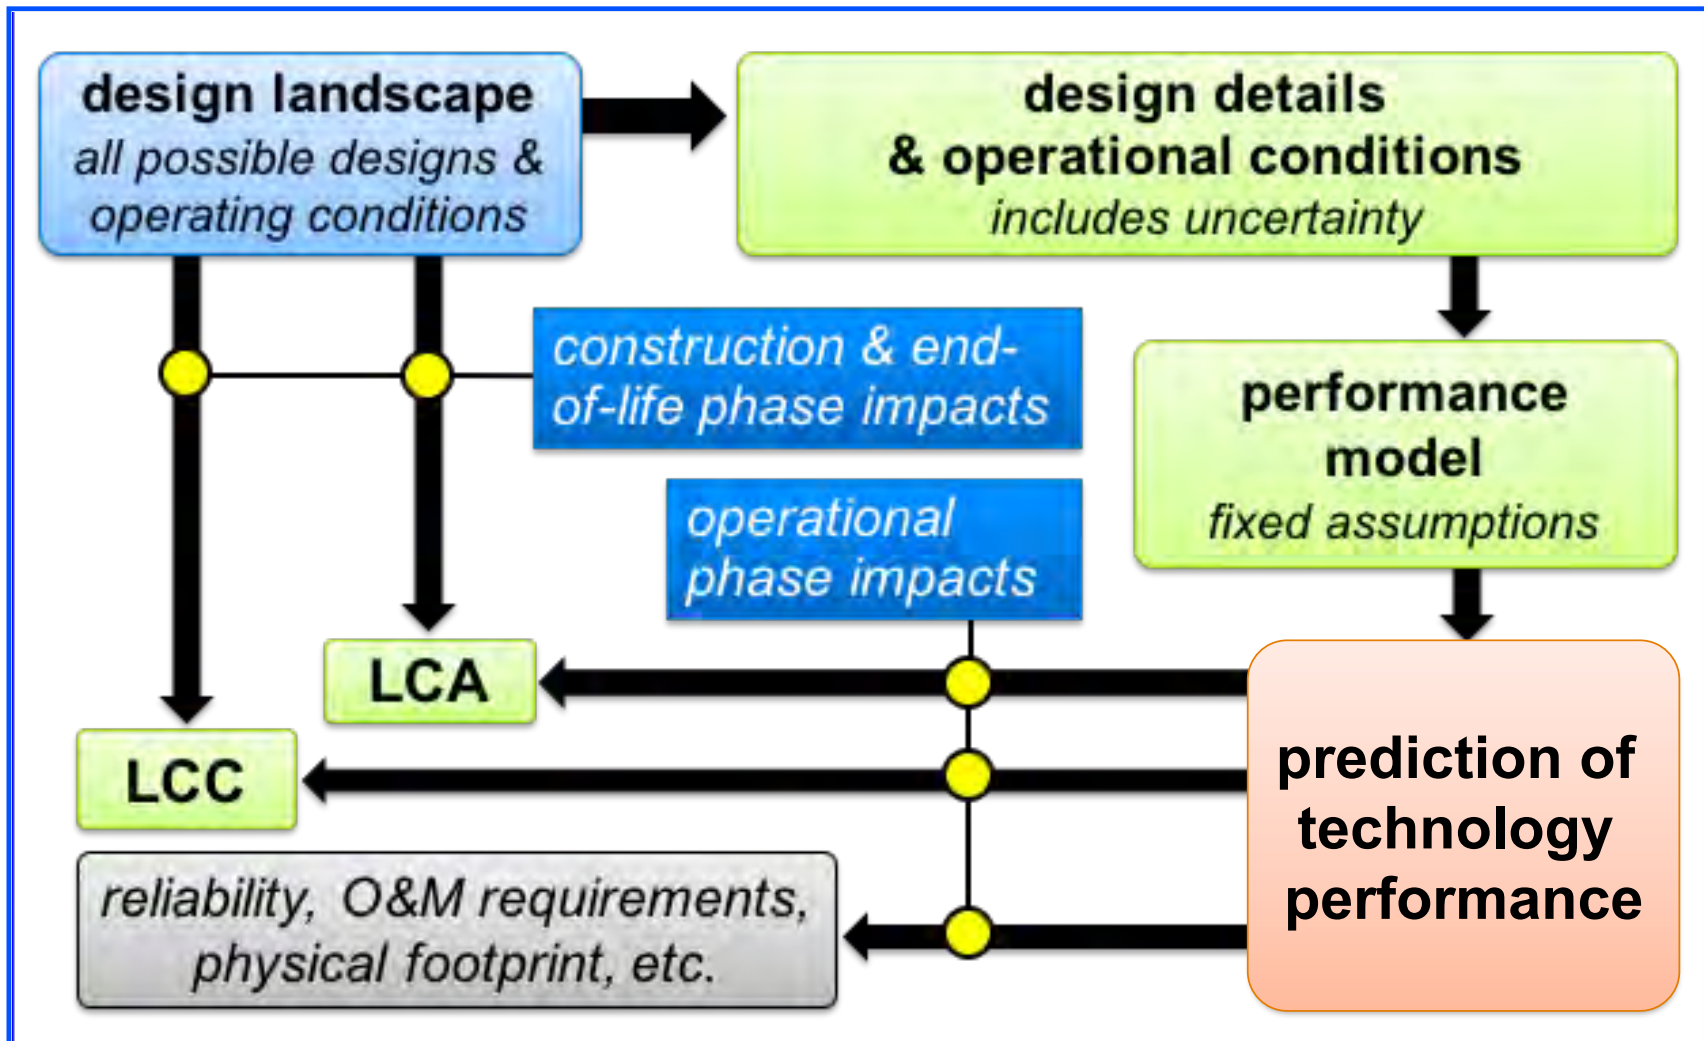 design landscape
all possible designs &
operating conditions
design details
& operational conditions
includes uncertainty
construction & end-
of-life phase impacts
performance
model
fixed assumptions
operational
phase impacts
LCA
LCC
prediction of
technology
performance
reliability, O&M requirements,
physical footprint, etc.